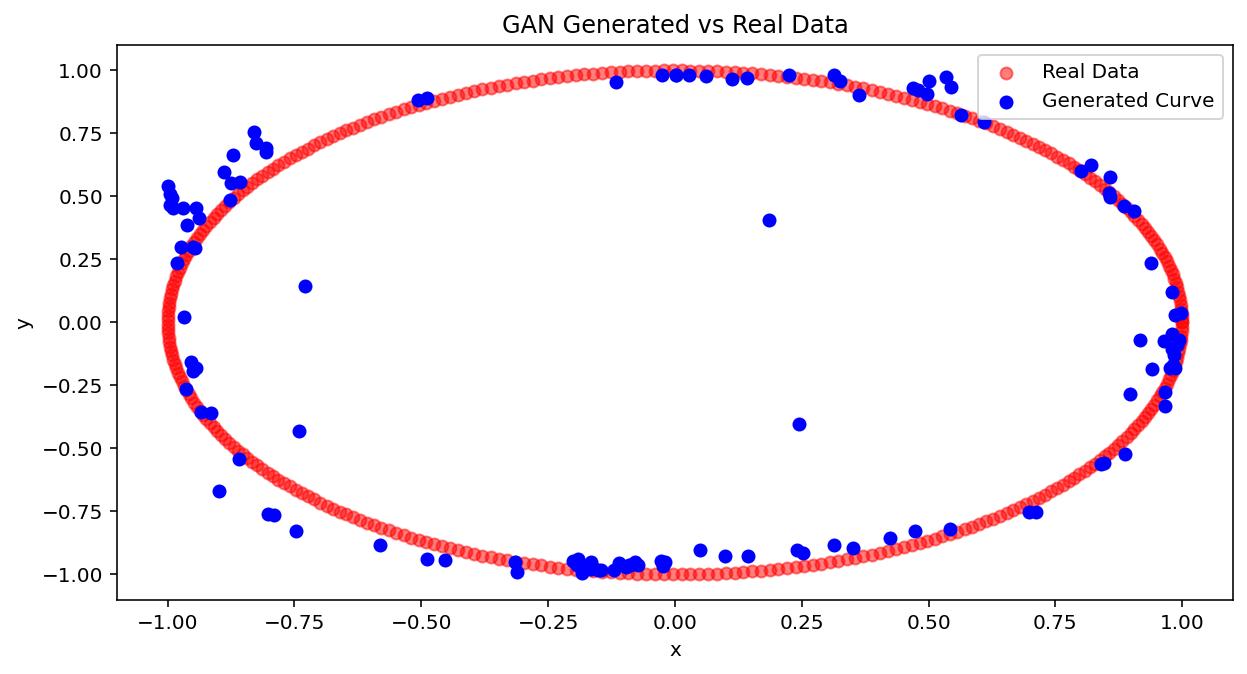 GAN Generated vs Real Data
Real Data
Generated Curve
1.00
0.75
0.50
0.25
0.00
−0.25
−0.50
−0.75
−1.00
y
−1.00 −0.75 −0.50 −0.25 0.00 0.25 0.50 0.75 1.00
x